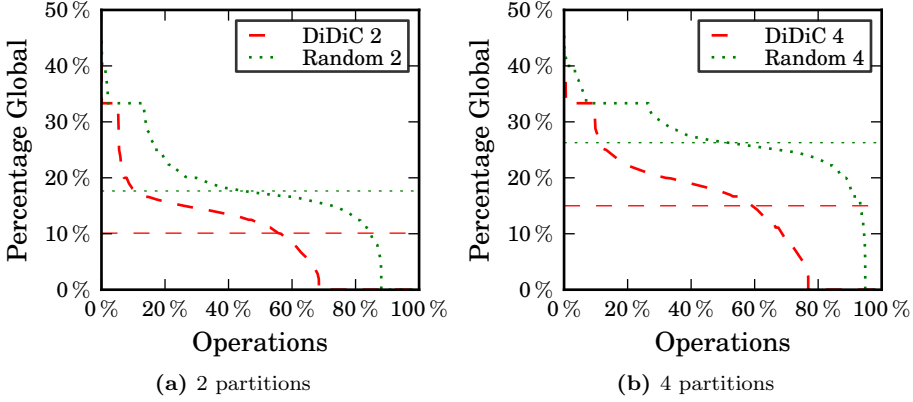 50 %
40 %
30 %
20 %
10 %
0 %
Percentage Global
DiDiC 2
Random 2
0 % 20 % 40 % 60 % 80 % 100 %
Operations
(a) 2 partitions
50 %
40 %
30 %
20 %
10 %
0 %
Percentage Global
DiDiC 4
Random 4
0 % 20 % 40 % 60 % 80 % 100 %
Operations
(b) 4 partitions